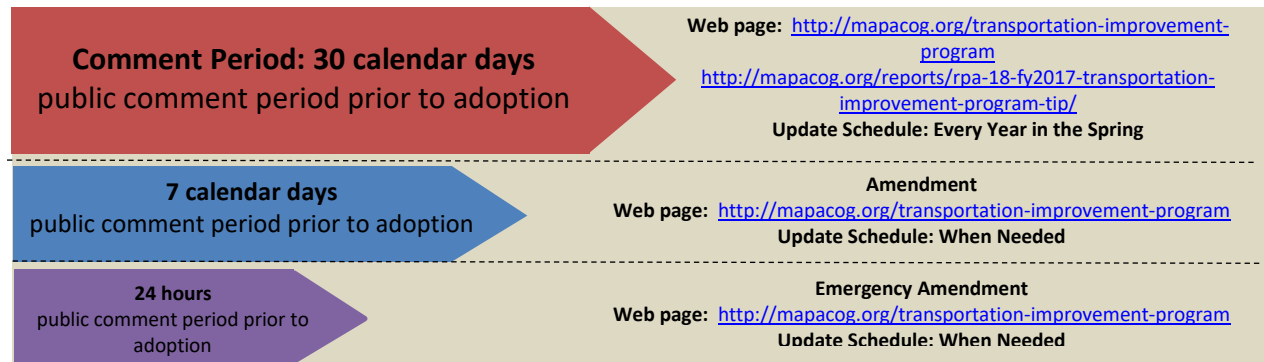 Comment Period: 30 calendar days
public comment period prior to adoption
Web page: http://mapacog.org/transportation-improvement-
program
http://mapacog.org/reports/rpa-18-fy2017-transportation-
improvement-program-tip/
Update Schedule: Every Year in the Spring
7 calendar days
public comment period prior to adoption
Amendment
Web page: http://mapacog.org/transportation-improvement-program
Update Schedule: When Needed
24 hours
public comment period prior to
adoption
Emergency Amendment
Web page: http://mapacog.org/transportation-improvement-program
Update Schedule: When Needed